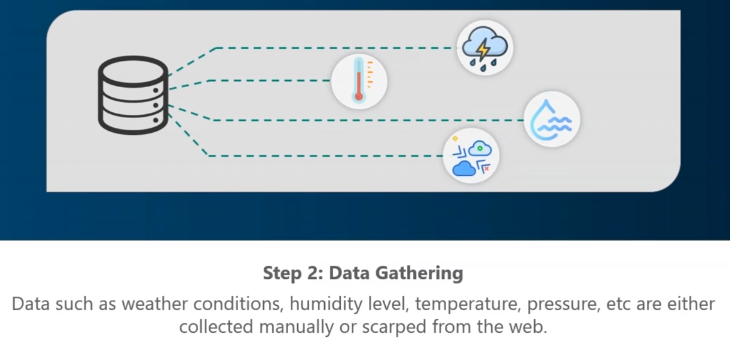 Step 2: Data Gathering
Data such as weather conditions, humidity level, temperature, pressure, etc are either
collected manually or scarped from the web.